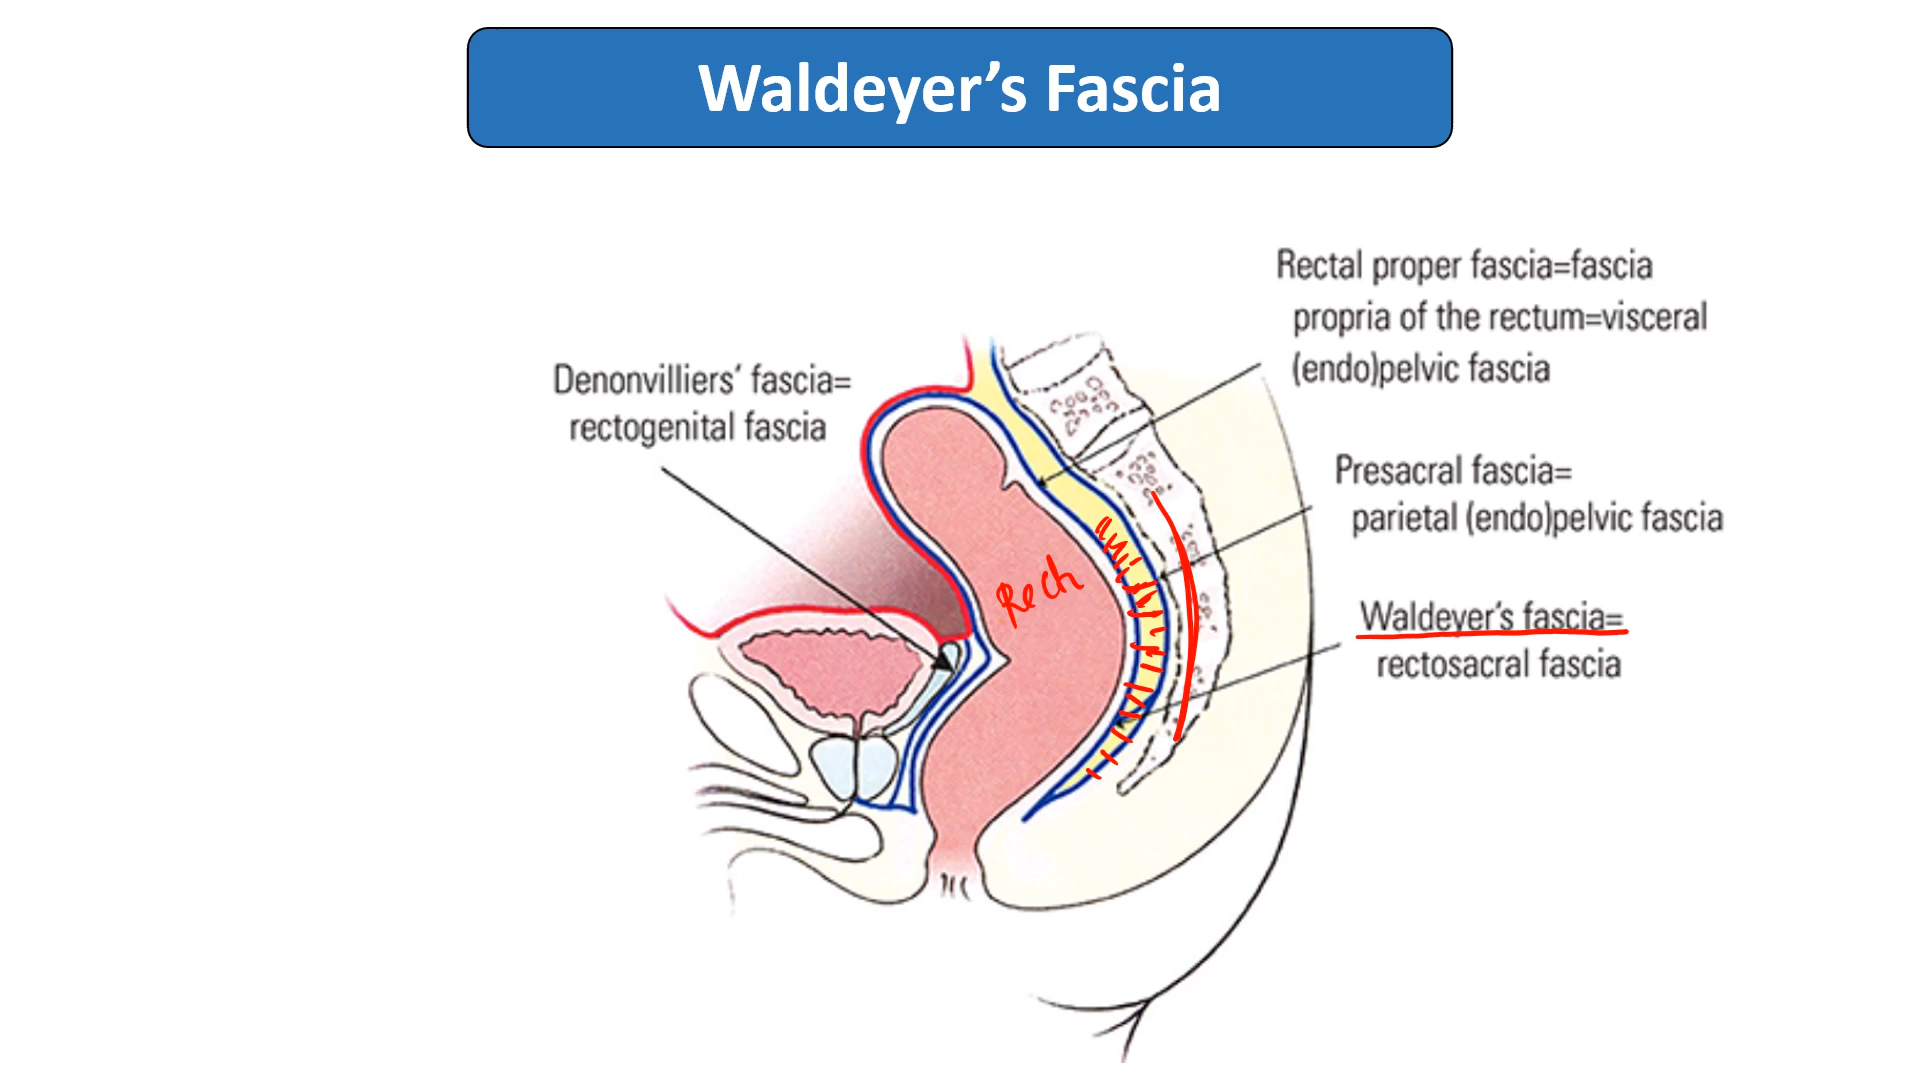 Waldeyer’s Fascia
Rectal proper fascia=fascia
propria of the rectum=visceral
(endo)pelvic fascia
Denonvilliers’ fascia=
rectogenital fascia
Presacral fascia=
parietal (endo)pelvic fascia
Rect
Waldeyer’s fascia=
rectosacral fascia